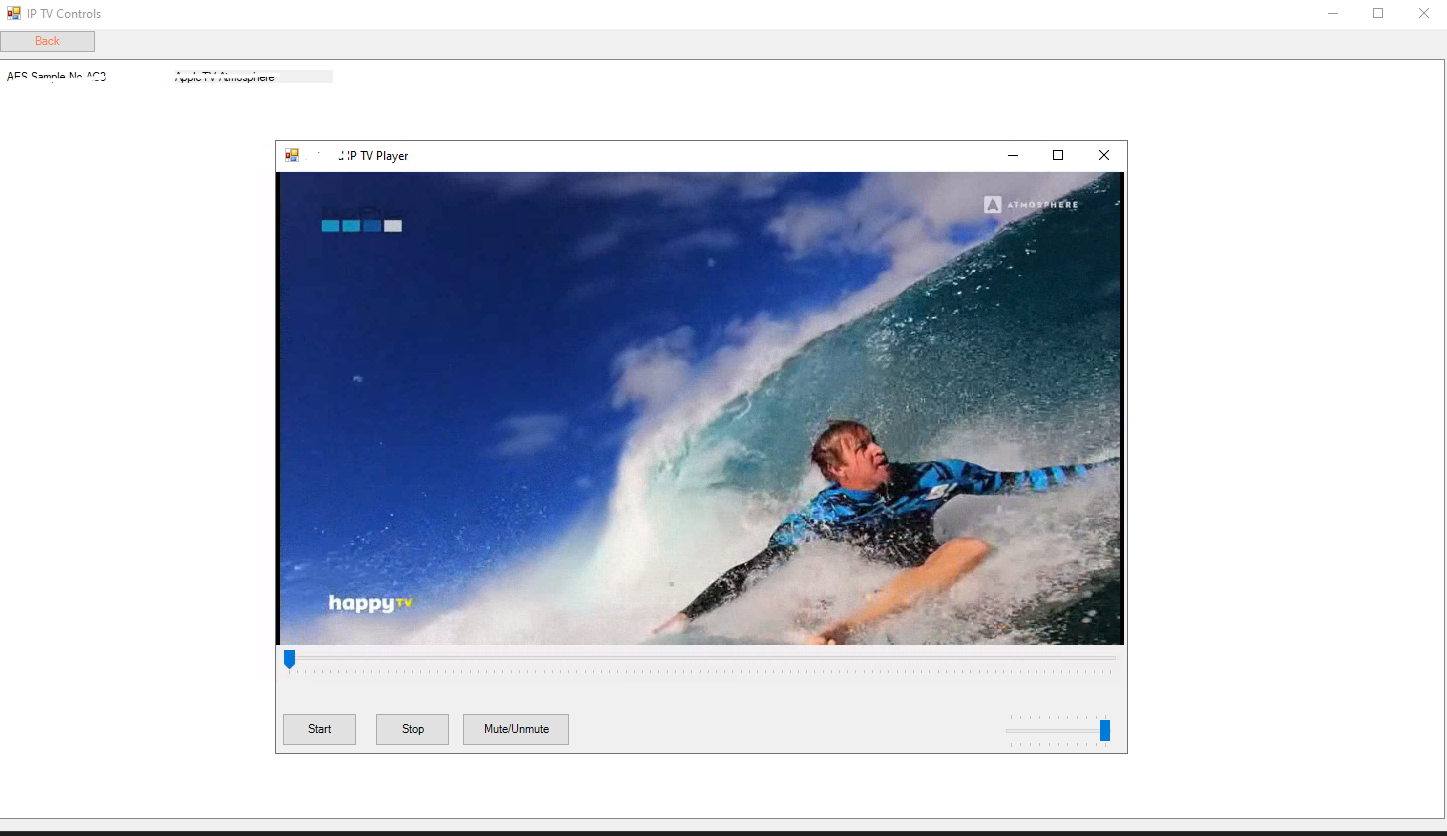 IP TV Controls
Back
AES Sample No AC3
Apple TV Atmosphere
IP TV Player
ATMOSPHERE
happyTV
Start
Stop
Mute/Unmute